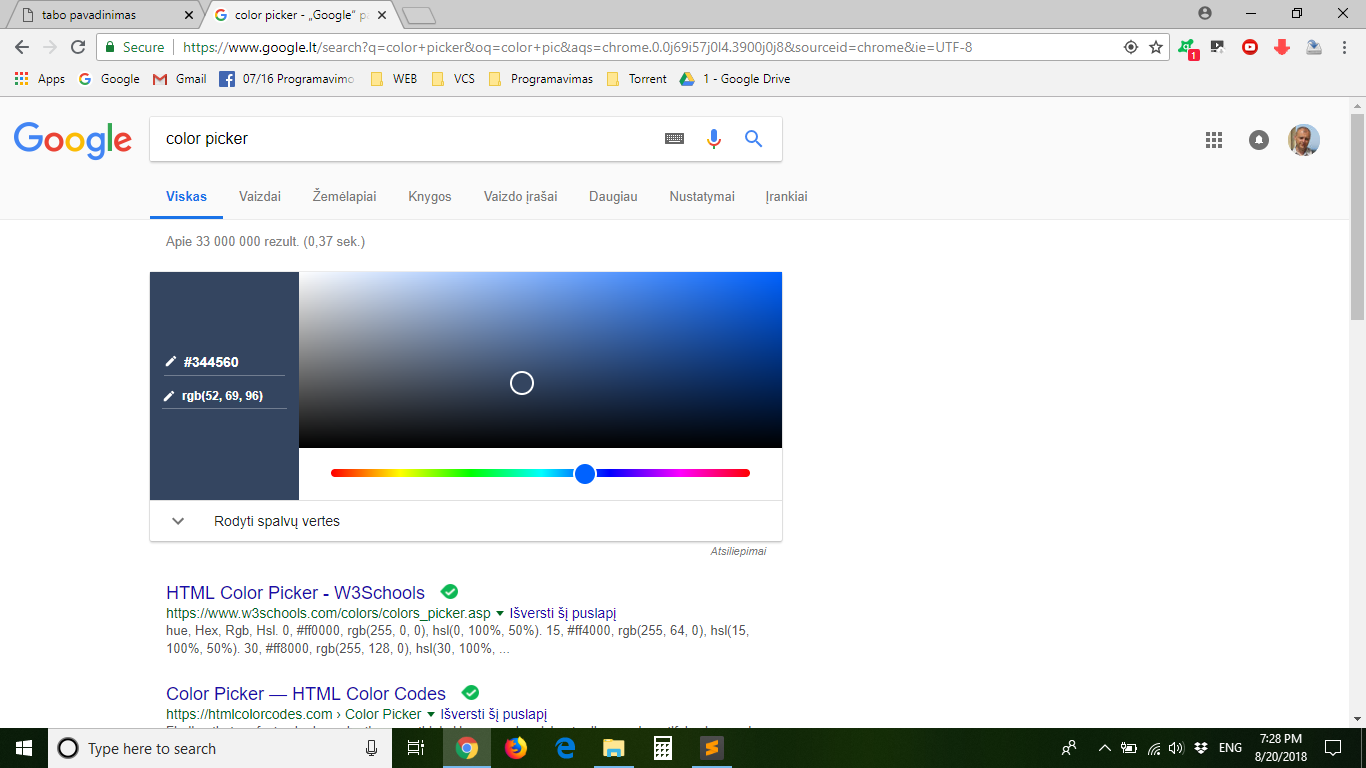 tabo pavadinimas
color picker - „Google“ pa
Secure
https://www.google.lt/search?q=color+picker&oq=color+pic&aqs=chrome.0.0j69i57j0l4.3900j0j8&sourceid=chrome&ie=UTF-8
1
Apps Google Gmail 07/16 Programavimo WEB VCS Programavimas Torrent 1 - Google Drive
Google
color picker
Viskas Vaizdai Žemėlapiai Knygos Vaizdo įrašai Daugiau Nustatymai Įrankiai
Apie 33 000 000 rezult. (0,37 sek.)
#344560
rgb(52, 69, 96)
Rodyti spalvų vertes
Atsiliepimai
HTML Color Picker - W3Schools
https://www.w3schools.com/colors/colors_picker.asp Išversti šį puslapį
hue, Hex, Rgb, Hsl. 0, #ff0000, rgb(255, 0, 0), hsl(0, 100%, 50%). 15, #ff4000, rgb(255, 64, 0), hsl(15,
100%, 50%). 30, #ff8000, rgb(255, 128, 0), hsl(30, 100%, ...
Color Picker — HTML Color Codes
https://htmlcolorcodes.com › Color Picker Išversti šį puslapį
Type here to search
ENG
7:28 PM
8/20/2018